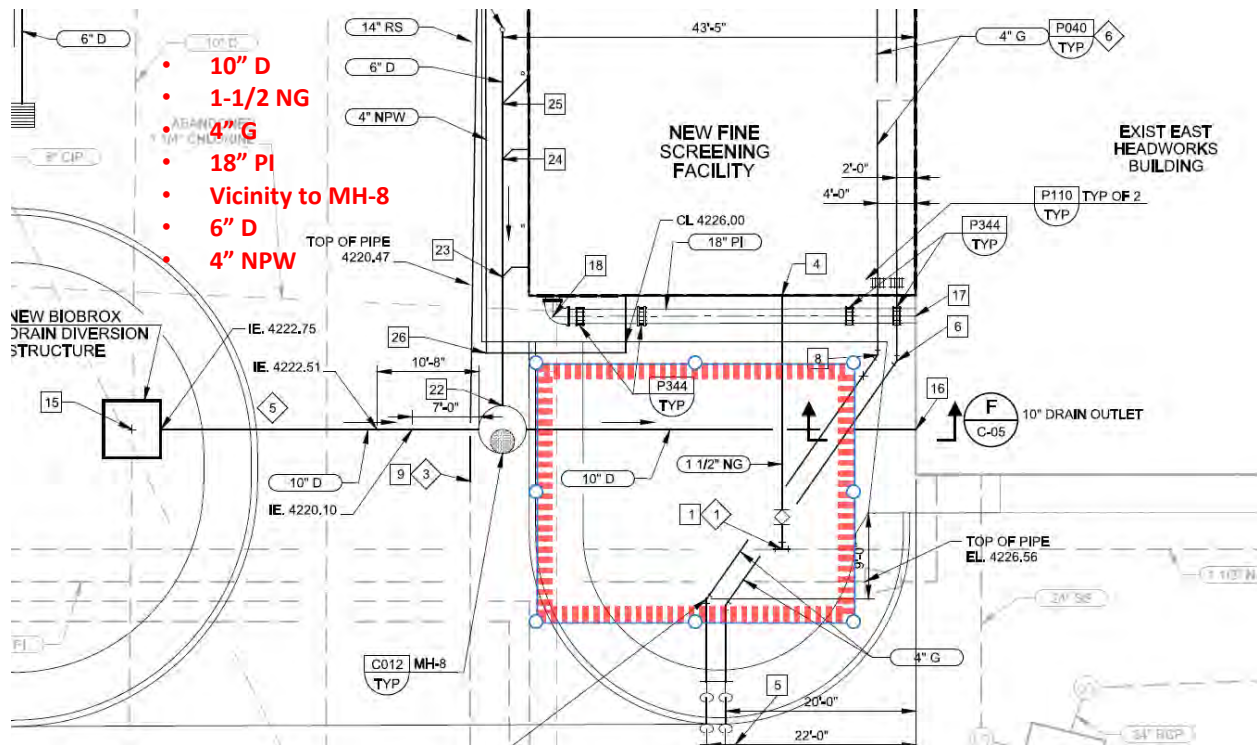 6" D
10" D
14" RS
6" D
4" NPW
43'-5"
4" G
P040
TYP
6
• 10” D
• 1-1/2 NG
• 4” G
• 18” PI
• Vicinity to MH-8
• 6” D
• 4” NPW
ABANDONED
CHLORINE
8" CIP
25
24
NEW FINE
SCREENING
FACILITY
EXIST EAST
HEADWORKS
BUILDING
2'-0"
4'-0"
P110
TYP
TYP OF 2
P344
TYP
CL 4226.00
18" PI
TOP OF PIPE
4220.47
23
18
4
17
6
8
NEW BIOBROX
DRAIN DIVERSION
STRUCTURE
IE. 4222.75
IE. 4222.51
26
10'-8"
22
7'-0"
P344
TYP
15
5
16
F
C-05
10" DRAIN OUTLET
10" D
9
3
IE. 4220.10
10" D
1 1/2" NG
1
1
TOP OF PIPE
EL. 4226.56
24" SS
C012
TYP
MH-8
4" G
5
20'-0"
22'-0"